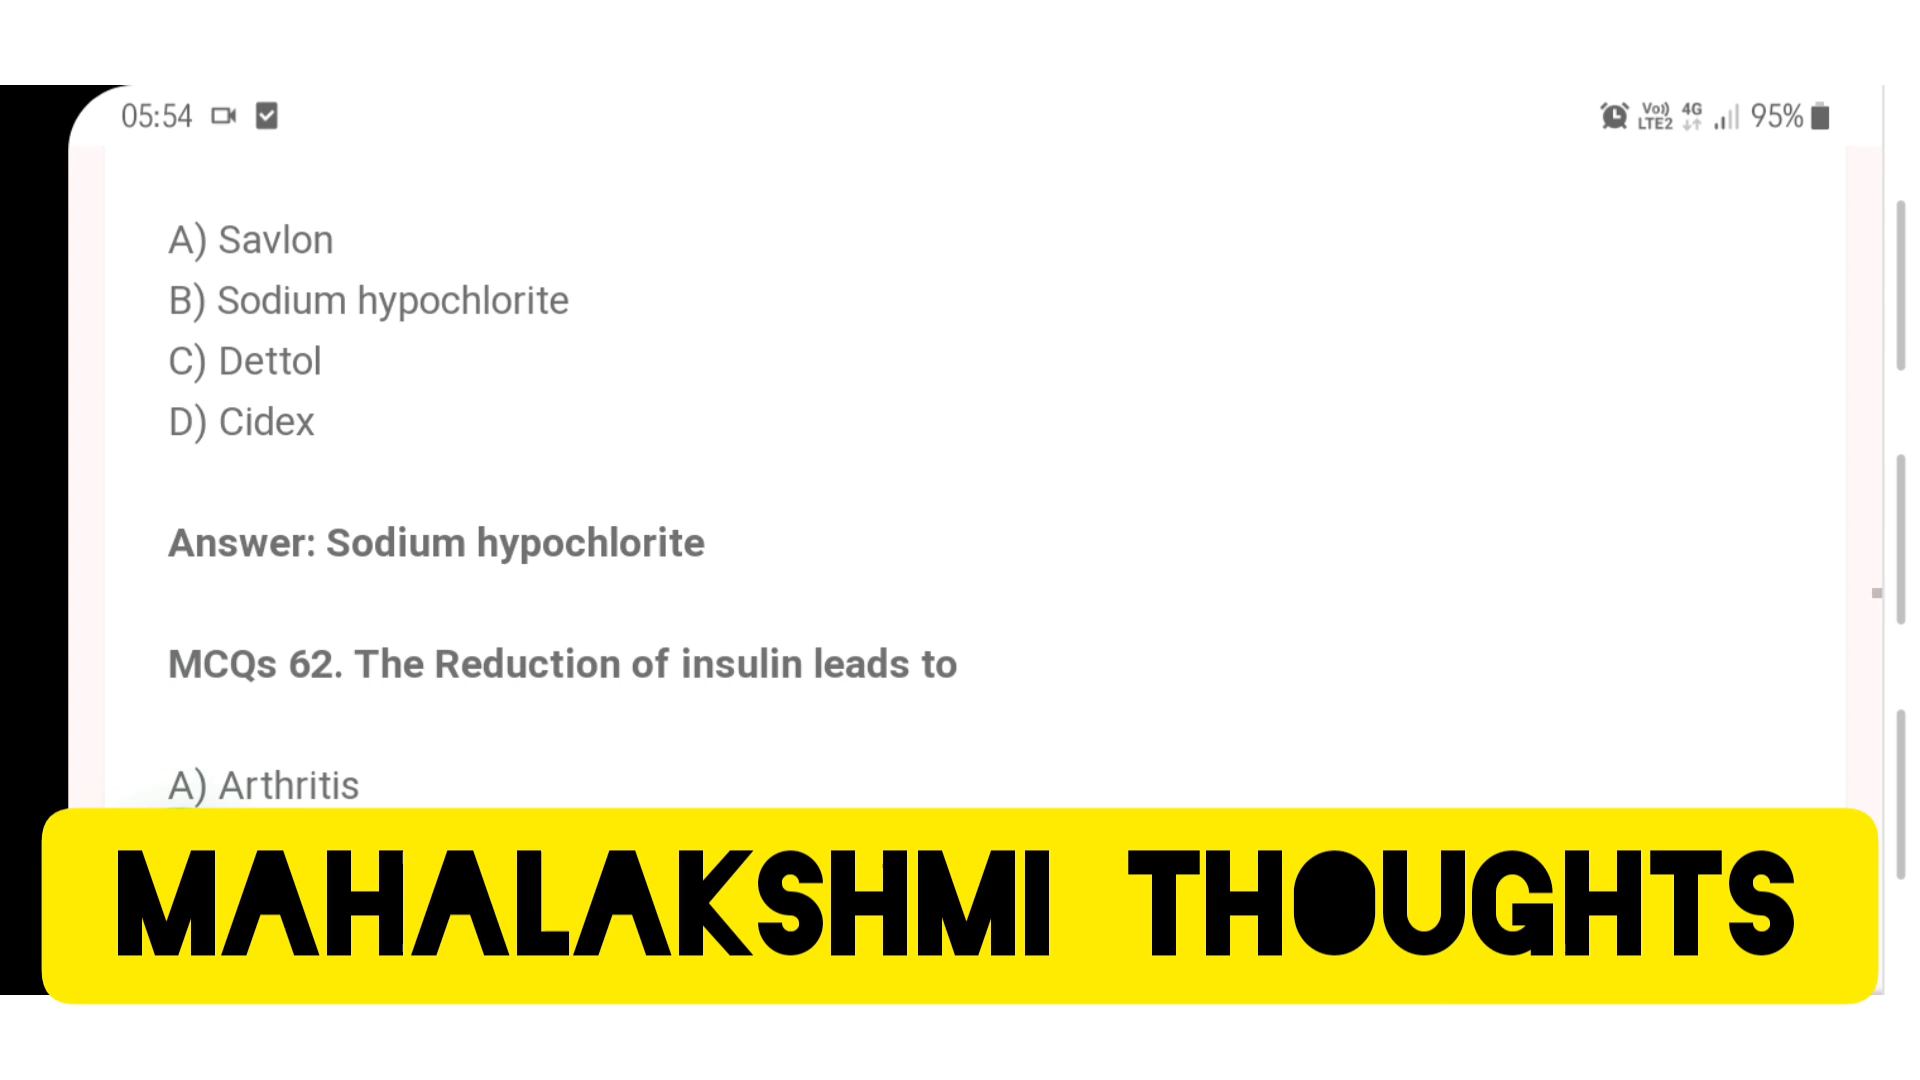 05:54 Vo)) LTE2 4G 95%
A) Savlon
B) Sodium hypochlorite
C) Dettol
D) Cidex
Answer: Sodium hypochlorite
MCQs 62. The Reduction of insulin leads to
A) Arthritis
MAHALAKSHMI THOUGHTS